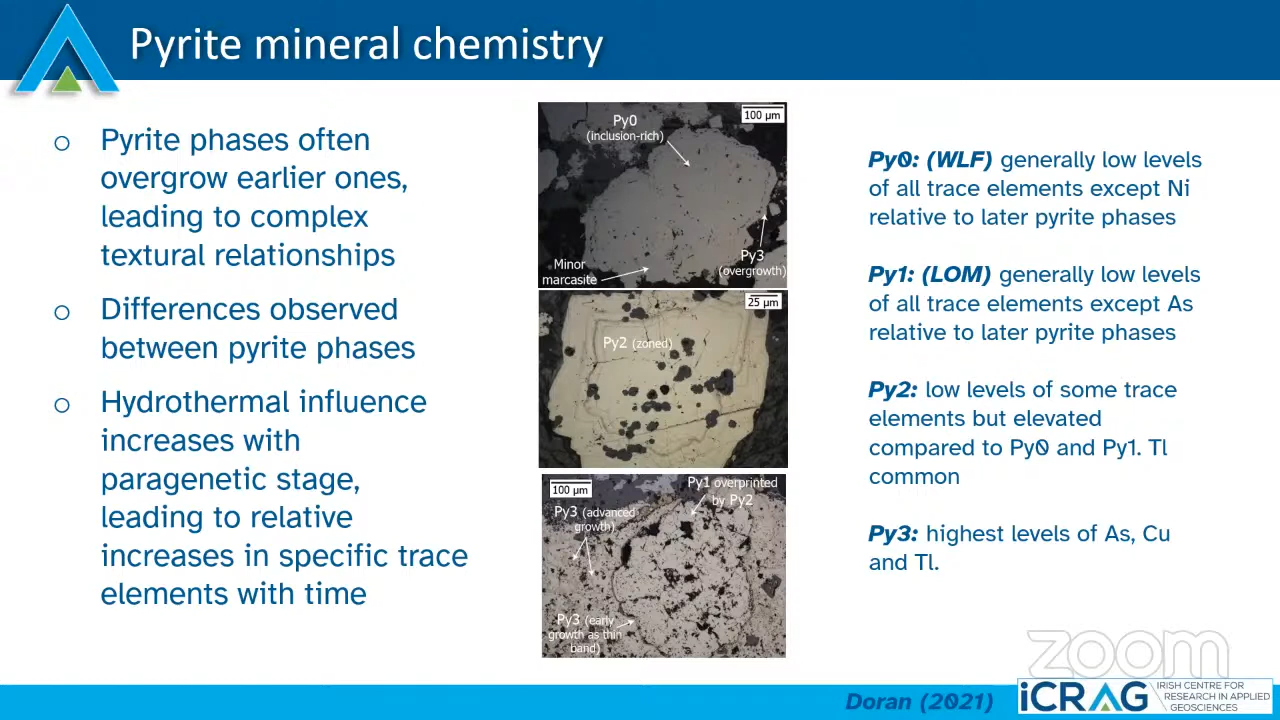 Pyrite mineral chemistry
o Pyrite phases often
overgrow earlier ones,
leading to complex
textural relationships
o Differences observed
between pyrite phases
o Hydrothermal influence
increases with
paragenetic stage,
leading to relative
increases in specific trace
elements with time
100 µm
Py0
(inclusion-rich)
Py3
(overgrowth)
Minor
marcasite
25 µm
Py2 (zoned)
100 µm
Py1 overprinted
by Py2
Py3 (advanced
growth)
Py3 (early
growth as thin
band)
Py0: (WLF) generally low levels
of all trace elements except Ni
relative to later pyrite phases
Py1: (LOM) generally low levels
of all trace elements except As
relative to later pyrite phases
Py2: low levels of some trace
elements but elevated
compared to Py0 and Py1. Tl
common
Py3: highest levels of As, Cu
and Tl.
zoom
Doran (2021)
iCRAG
IRISH CENTRE FOR
RESEARCH IN APPLIED
GEOSCIENCES